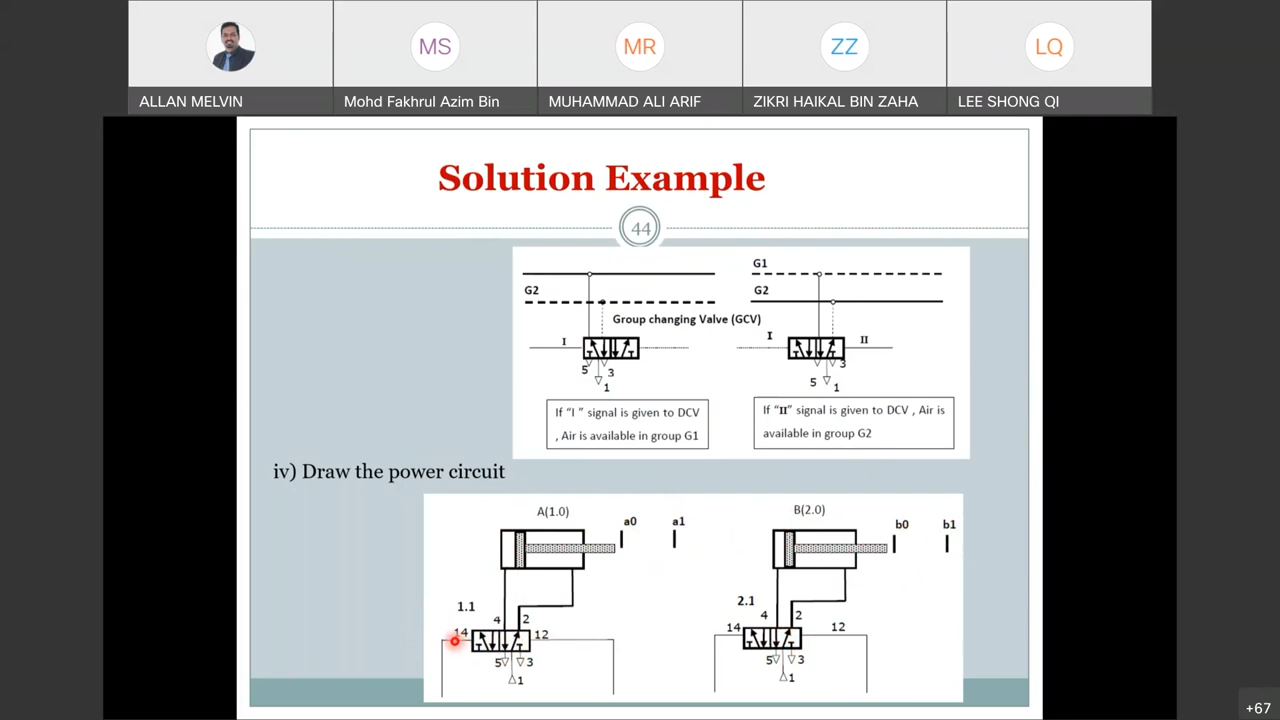 MS
MR
ZZ
LQ
ALLAN MELVIN
Mohd Fakhrul Azim Bin
MUHAMMAD ALI ARIF
ZIKRI HAIKAL BIN ZAHA
LEE SHONG QI
Solution Example
44
G1
G2
G2
Group changing Valve (GCV)
I
I
II
5
3
1
3
5
1
If “I ” signal is given to DCV
, Air is available in group G1
If “II” signal is given to DCV , Air is
available in group G2
iv) Draw the power circuit
A(1.0)
B(2.0)
a0
a1
b0
b1
1.1
4
2
14
12
5
3
1
2.1
4
2
14
12
5
3
1
+67